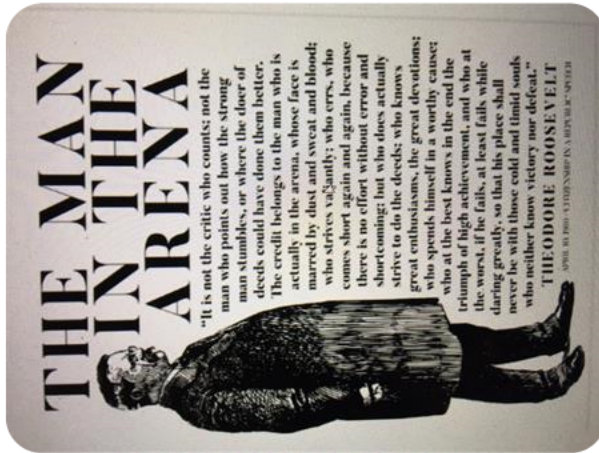 THE MAN
IN THE
ARENA
“It is not the critic who counts: not the
man who points out how the strong
man stumbles, or where the doer of
deeds could have done them better.
The credit belongs to the man who is
actually in the arena, whose face is
marred by dust and sweat and blood;
who strives valiantly; who errs, who
comes short again and again, because
there is no effort without error and
shortcoming; but who does actually
strive to do the deeds; who knows
great enthusiasms, the great devotions;
who spends himself in a worthy cause;
who at the best knows in the end the
triumph of high achievement, and who at
the worst, if he fails, at least fails while
daring greatly, so that his place shall
never be with those cold and timid souls
who neither know victory nor defeat.”
THEODORE ROOSEVELT
APRIL 10, 1910 - CITIZENSHIP IN A REPUBLIC SPEECH